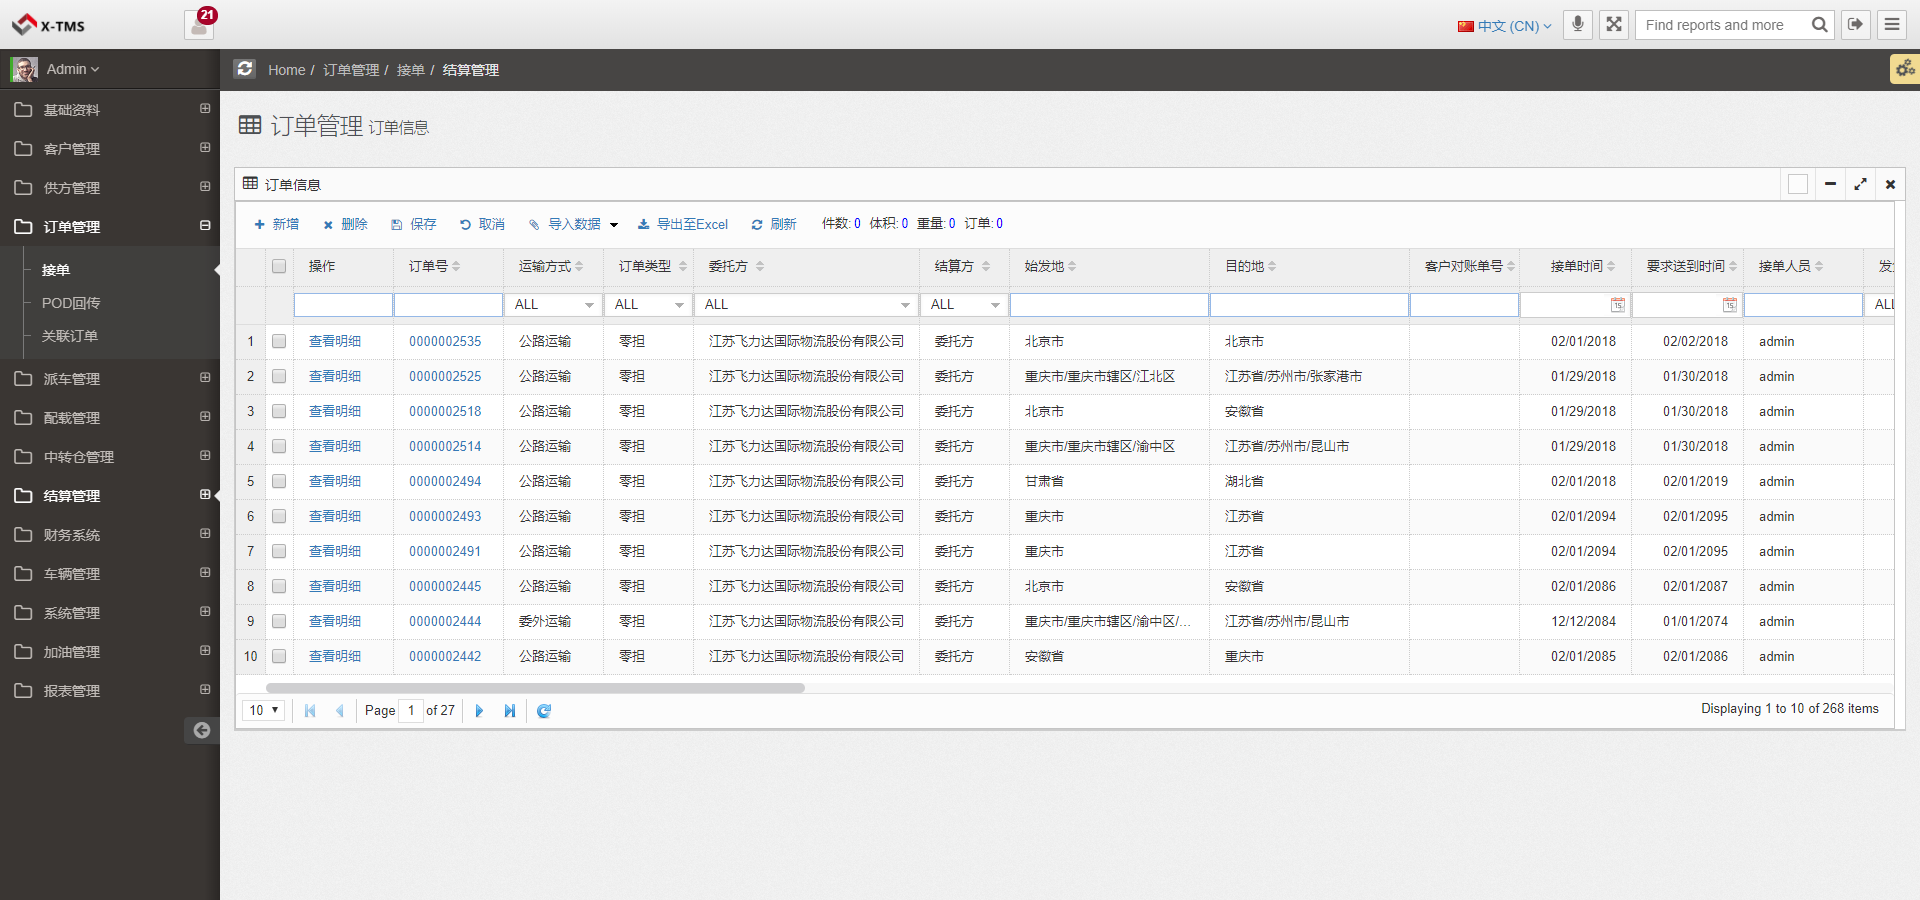 X-TMS
21
中文 (CN)
Find reports and more
Admin
Home / 订单管理 / 接单 / 结算管理
基础资料
客户管理
供方管理
订单管理
接单
POD回传
关联订单
派车管理
配载管理
中转仓管理
结算管理
财务系统
车辆管理
系统管理
加油管理
报表管理
订单管理 订单信息
订单信息
新增 删除 保存 取消 导入数据 导出至Excel 刷新 件数: 0 体积: 0 重量: 0 订单: 0
操作 订单号 运输方式 订单类型 委托方 结算方 始发地 目的地 客户对账单号 接单时间 要求送到时间 接单人员
ALL ALL ALL ALL 15 15 ALL
1 查看明细 0000002535 公路运输 零担 江苏飞力达国际物流股份有限公司 委托方 北京市 北京市 02/01/2018 02/02/2018 admin
2 查看明细 0000002525 公路运输 零担 江苏飞力达国际物流股份有限公司 委托方 重庆市/重庆市辖区/江北区 江苏省/苏州市/张家港市 01/29/2018 01/30/2018 admin
3 查看明细 0000002518 公路运输 零担 江苏飞力达国际物流股份有限公司 委托方 北京市 安徽省 01/29/2018 01/30/2018 admin
4 查看明细 0000002514 公路运输 零担 江苏飞力达国际物流股份有限公司 委托方 重庆市/重庆市辖区/渝中区 江苏省/苏州市/昆山市 01/29/2018 01/30/2018 admin
5 查看明细 0000002494 公路运输 零担 江苏飞力达国际物流股份有限公司 委托方 甘肃省 湖北省 02/01/2018 02/01/2019 admin
6 查看明细 0000002493 公路运输 零担 江苏飞力达国际物流股份有限公司 委托方 重庆市 江苏省 02/01/2094 02/01/2095 admin
7 查看明细 0000002491 公路运输 零担 江苏飞力达国际物流股份有限公司 委托方 重庆市 江苏省 02/01/2094 02/01/2095 admin
8 查看明细 0000002445 公路运输 零担 江苏飞力达国际物流股份有限公司 委托方 北京市 安徽省 02/01/2086 02/01/2087 admin
9 查看明细 0000002444 委外运输 零担 江苏飞力达国际物流股份有限公司 委托方 重庆市/重庆市辖区/渝中区/... 江苏省/苏州市/昆山市 12/12/2084 01/01/2074 admin
10 查看明细 0000002442 公路运输 零担 江苏飞力达国际物流股份有限公司 委托方 安徽省 重庆市 02/01/2085 02/01/2086 admin
10 Page 1 of 27 Displaying 1 to 10 of 268 items